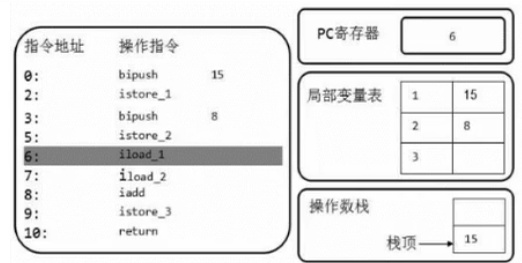 指令地址 操作指令
0: bipush 15
2: istore_1
3: bipush 8
5: istore_2
6: iload_1
7: iload_2
8: iadd
9: istore_3
10: return
PC寄存器 6
局部变量表 1 15
2 8
3
操作数栈
栈顶 15